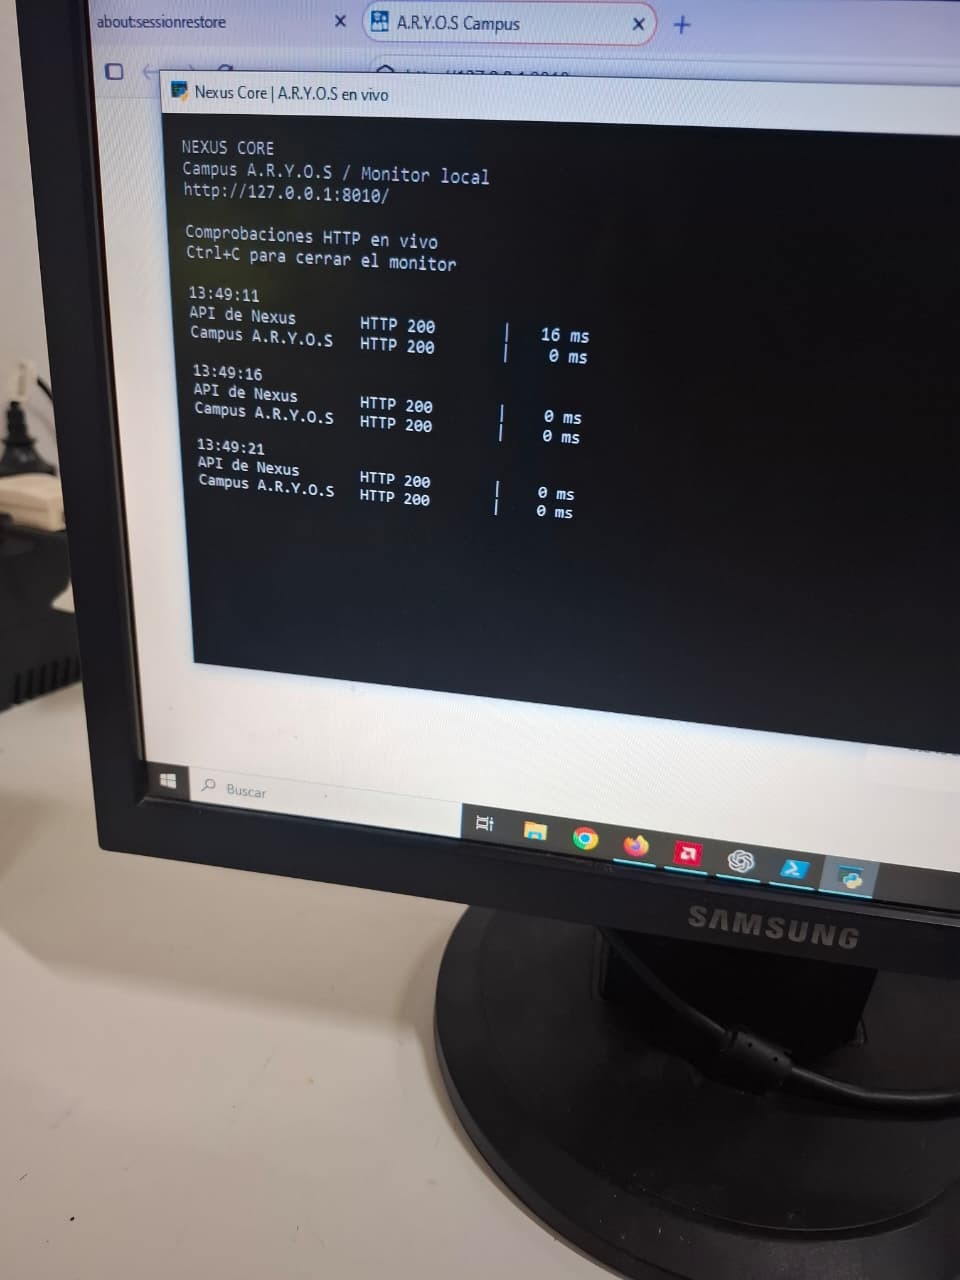 about:sessionrestore
A.R.Y.O.S Campus
Nexus Core | A.R.Y.O.S en vivo
NEXUS CORE
Campus A.R.Y.O.S / Monitor local
http://127.0.0.1:8010/
Comprobaciones HTTP en vivo
Ctrl+C para cerrar el monitor
13:49:11
API de Nexus HTTP 200 | 16 ms
Campus A.R.Y.O.S HTTP 200 | 0 ms
13:49:16
API de Nexus HTTP 200 | 0 ms
Campus A.R.Y.O.S HTTP 200 | 0 ms
13:49:21
API de Nexus HTTP 200 | 0 ms
Campus A.R.Y.O.S HTTP 200 | 0 ms
Buscar
SAMSUNG